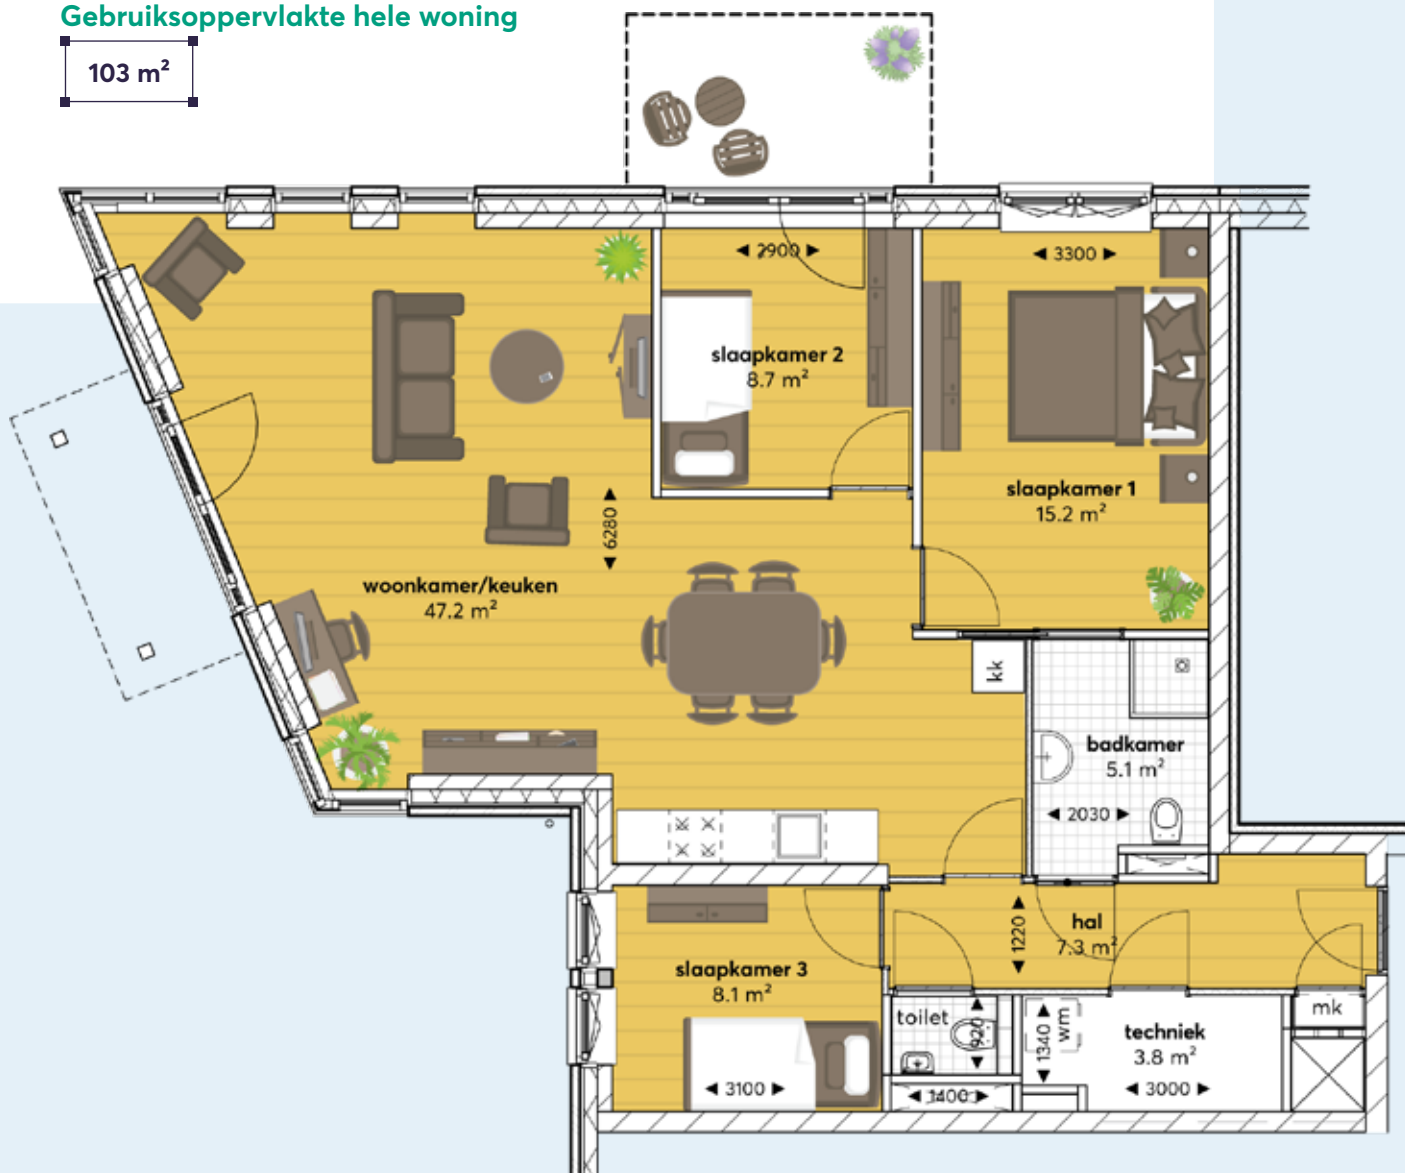 Gebruiksoppervlakte hele woning
103 m²
2900
3300
slaapkamer 2
8.7 m²
slaapkamer 1
15.2 m²
6280
woonkamer/keuken
47.2 m²
kk
badkamer
5.1 m²
2030
hal
7.3 m²
1220
slaapkamer 3
8.1 m²
toilet
920
1340
wm
techniek
3.8 m²
mk
3100
1400
3000